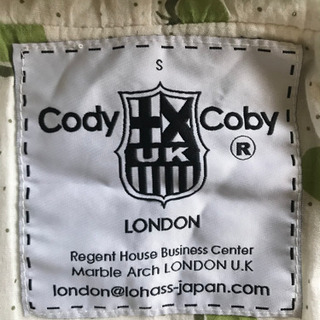 S
Cody Coby ®
UK
LONDON
Regent House Business Center
Marble Arch LONDON U.K
london@lohass-japan.com